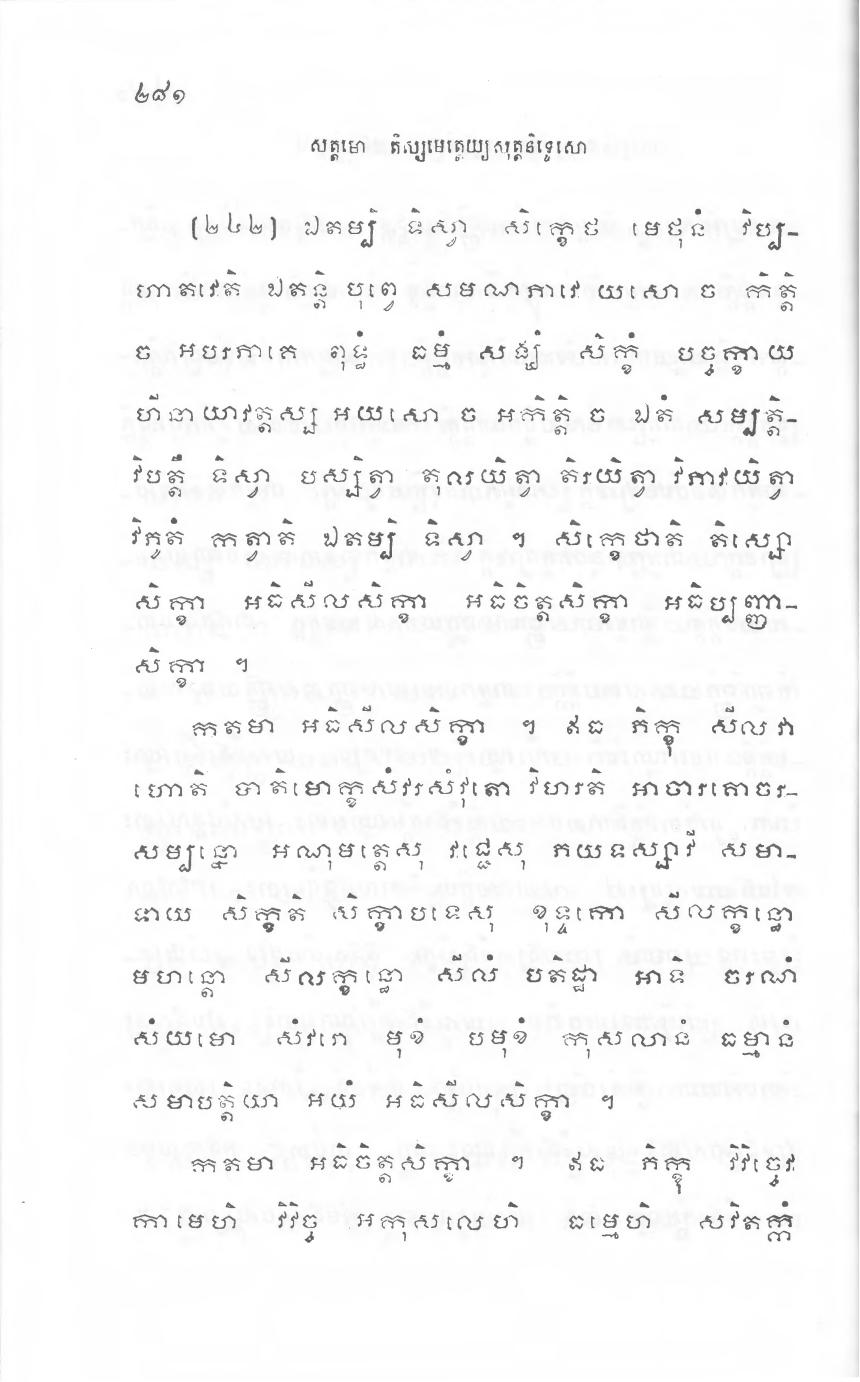 ២៨១
សត្តមោ តិស្សមេត្តេយ្យសុត្តនិទ្ទេសោ
(២៤២) ឯតម្បិ ទិស្វា សិក្ខេថ មេថុនំ វិប្ប-
ហាតវេតិ ឯតន្តិ បុព្វេ សមណភាវេ យសោ ច កិត្តិ
ច អបរភាគេ ពុទ្ធំ ធម្មំ សង្ឃំ សិក្ខំ បច្ចក្ខាយ
ហីនាយាវត្តស្ស អយសោ ច អកិត្តិ ច ឯតំ សម្បត្តិ-
វិបត្តឹ ទិស្វា បស្សិត្វា តុលយិត្វា តិរយិត្វា វិភាវយិត្វា
វិភូតំ កត្វាតិ ឯតម្បិ ទិស្វា ។ សិក្ខេថាតិ តិស្សោ
សិក្ខា អធិសីលសិក្ខា អធិចិត្តសិក្ខា អធិប្បញ្ញា-
សិក្ខា ។
កតមា អធិសីលសិក្ខា ។ ឥធ ភិក្ខុ សីលវា
ហោតិ បាតិមោក្ខសំវរសំវុតោ វិហរតិ អាចារគោចរ-
សម្បន្នោ អណុមត្តេសុ វជ្ជេសុ ភយទស្សាវី សមា-
ទាយ សិក្ខតិ សិក្ខាបទេសុ ខុទ្ទកោ សីលក្ខន្ធោ
មហន្តោ សីលក្ខន្ធោ សីល បតិដ្ឋា អាទិ ចរណំ
សំយមោ សំវរោ មុខំ បមុខំ កុសលានំ ធម្មានំ
សមាបត្តិយា អយំ អធិសីលសិក្ខា ។
កតមា អធិចិត្តសិក្ខា ។ ឥធ ភិក្ខុ វិវិច្ចេវ
កាមេហិ វិវិច្ច អកុសលេហិ ធម្មេហិ សវិតក្កំ